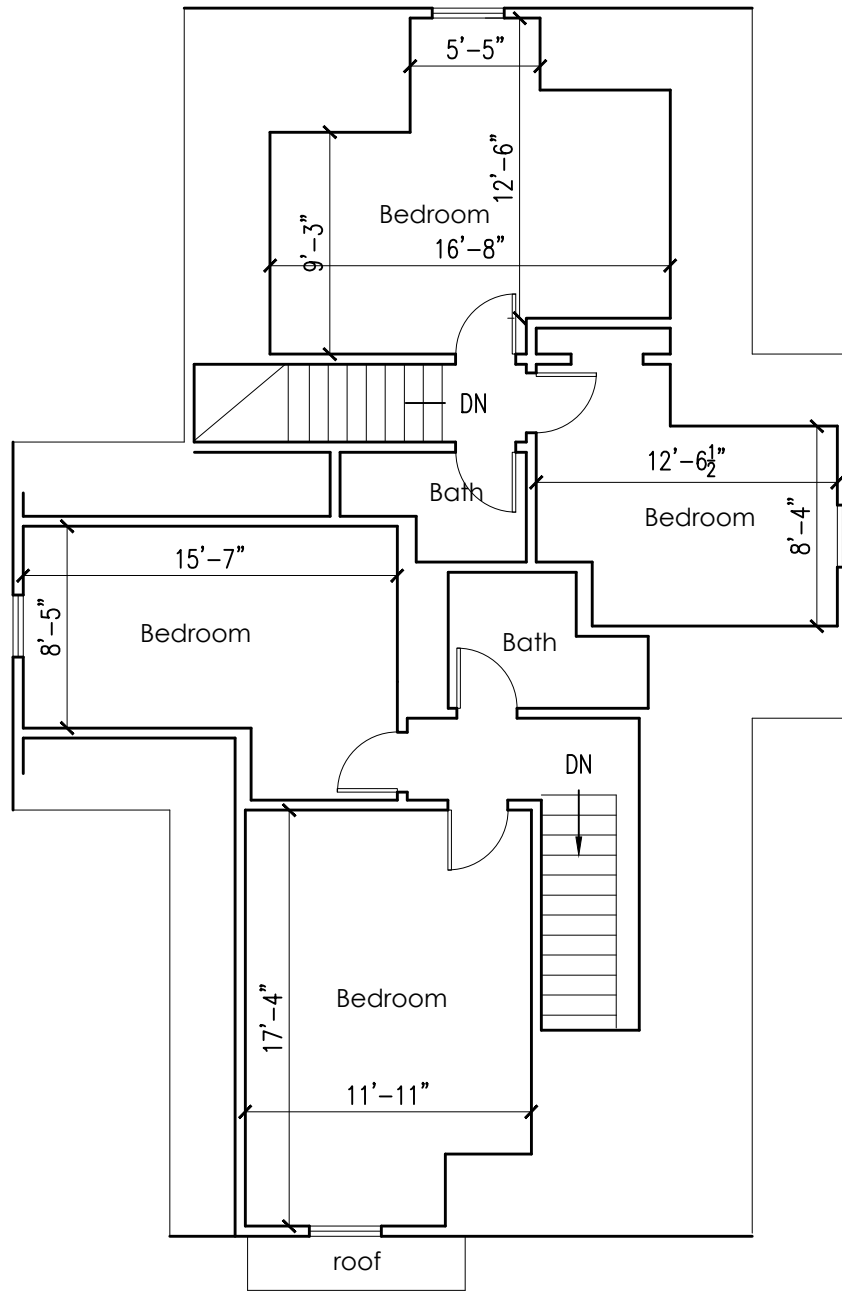 5'-5"
12'-6"
9'-3"
Bedroom
16'-8"
DN
12'-6½"
Bath
Bedroom
8'-4"
15'-7"
8'-5"
Bedroom
Bath
DN
17'-4"
Bedroom
11'-11"
roof